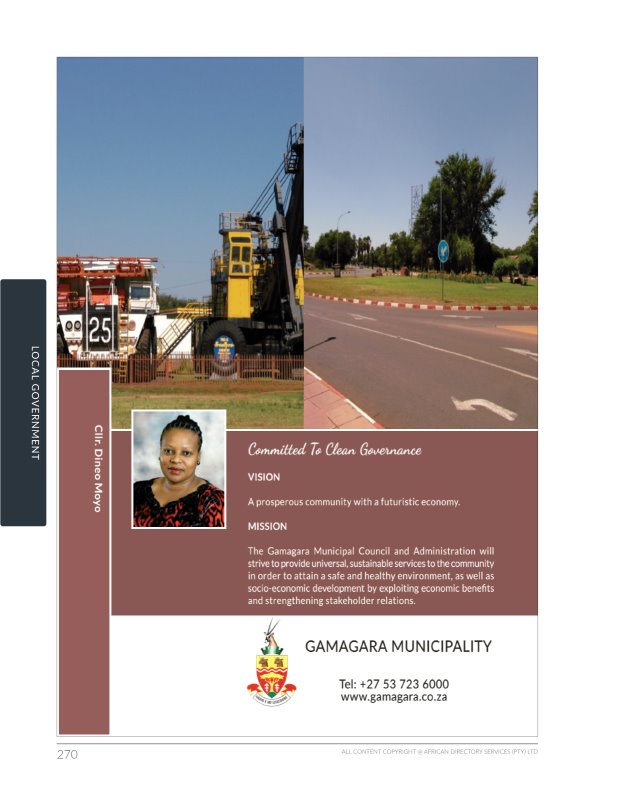 LOCAL GOVERNMENT
25
Cllr. Dineo Moyo
Committed To Clean Governance
VISION
A prosperous community with a futuristic economy.
MISSION
The Gamagara Municipal Council and Administration will
strive to provide universal, sustainable services to the community
in order to attain a safe and healthy environment, as well as
socio-economic development by exploiting economic benefits
and strengthening stakeholder relations.
GAMAGARA MUNICIPALITY
Tel: +27 53 723 6000
www.gamagara.co.za
270
ALL CONTENT COPYRIGHT @ AFRICAN DIRECTORY SERVICES (PTY) LTD